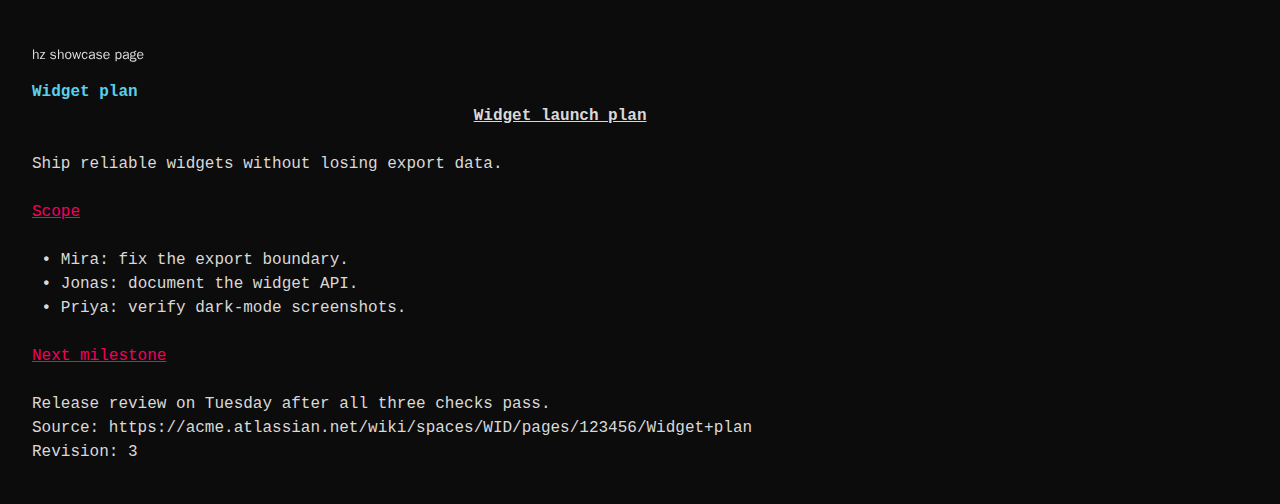 hz showcase page
Widget plan
Widget launch plan
Ship reliable widgets without losing export data.
Scope
• Mira: fix the export boundary.
• Jonas: document the widget API.
• Priya: verify dark-mode screenshots.
Next milestone
Release review on Tuesday after all three checks pass.
Source: https://acme.atlassian.net/wiki/spaces/WID/pages/123456/Widget+plan
Revision: 3